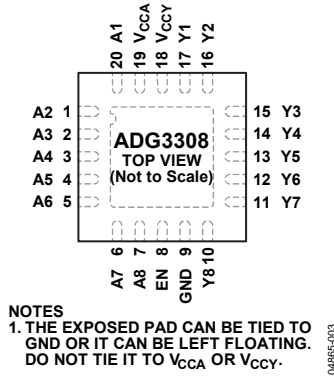 20 A1
19 VCCA
18 VCCY
17 Y1
16 Y2
A2 1
A3 2
A4 3
A5 4
A6 5
ADG3308
TOP VIEW
(Not to Scale)
15 Y3
14 Y4
13 Y5
12 Y6
11 Y7
A7 6
A8 7
EN 8
GND 9
Y8 10
NOTES
1. THE EXPOSED PAD CAN BE TIED TO
GND OR IT CAN BE LEFT FLOATING.
DO NOT TIE IT TO VCCA OR VCCY.
04865-003